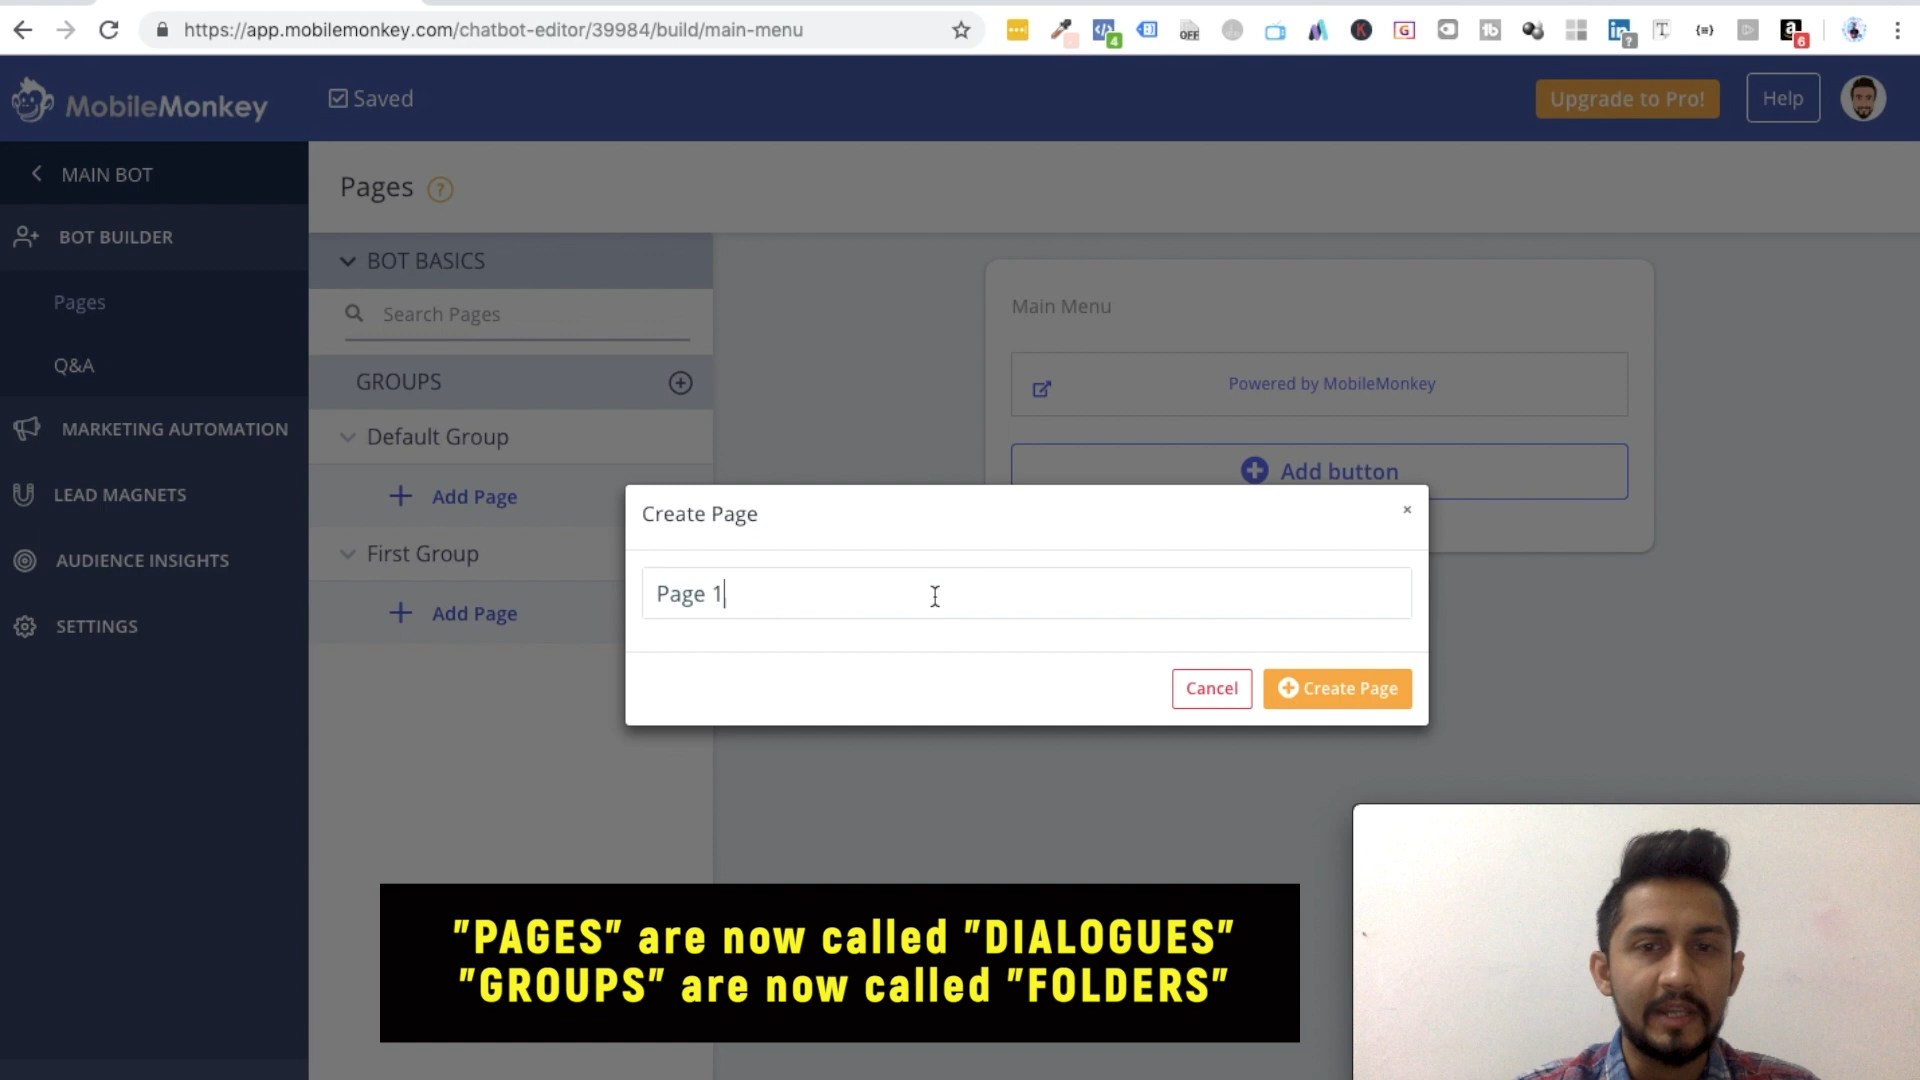 https://app.mobilemonkey.com/chatbot-editor/39984/build/main-menu
MobileMonkey
Saved
Upgrade to Pro!
Help
MAIN BOT
BOT BUILDER
Pages
Q&A
MARKETING AUTOMATION
LEAD MAGNETS
AUDIENCE INSIGHTS
SETTINGS
Pages ?
BOT BASICS
Search Pages
GROUPS
Default Group
Add Page
First Group
Add Page
Main Menu
Powered by MobileMonkey
Add button
Create Page
×
Page 1
Cancel
Create Page
"PAGES" are now called "DIALOGUES"
"GROUPS" are now called "FOLDERS"